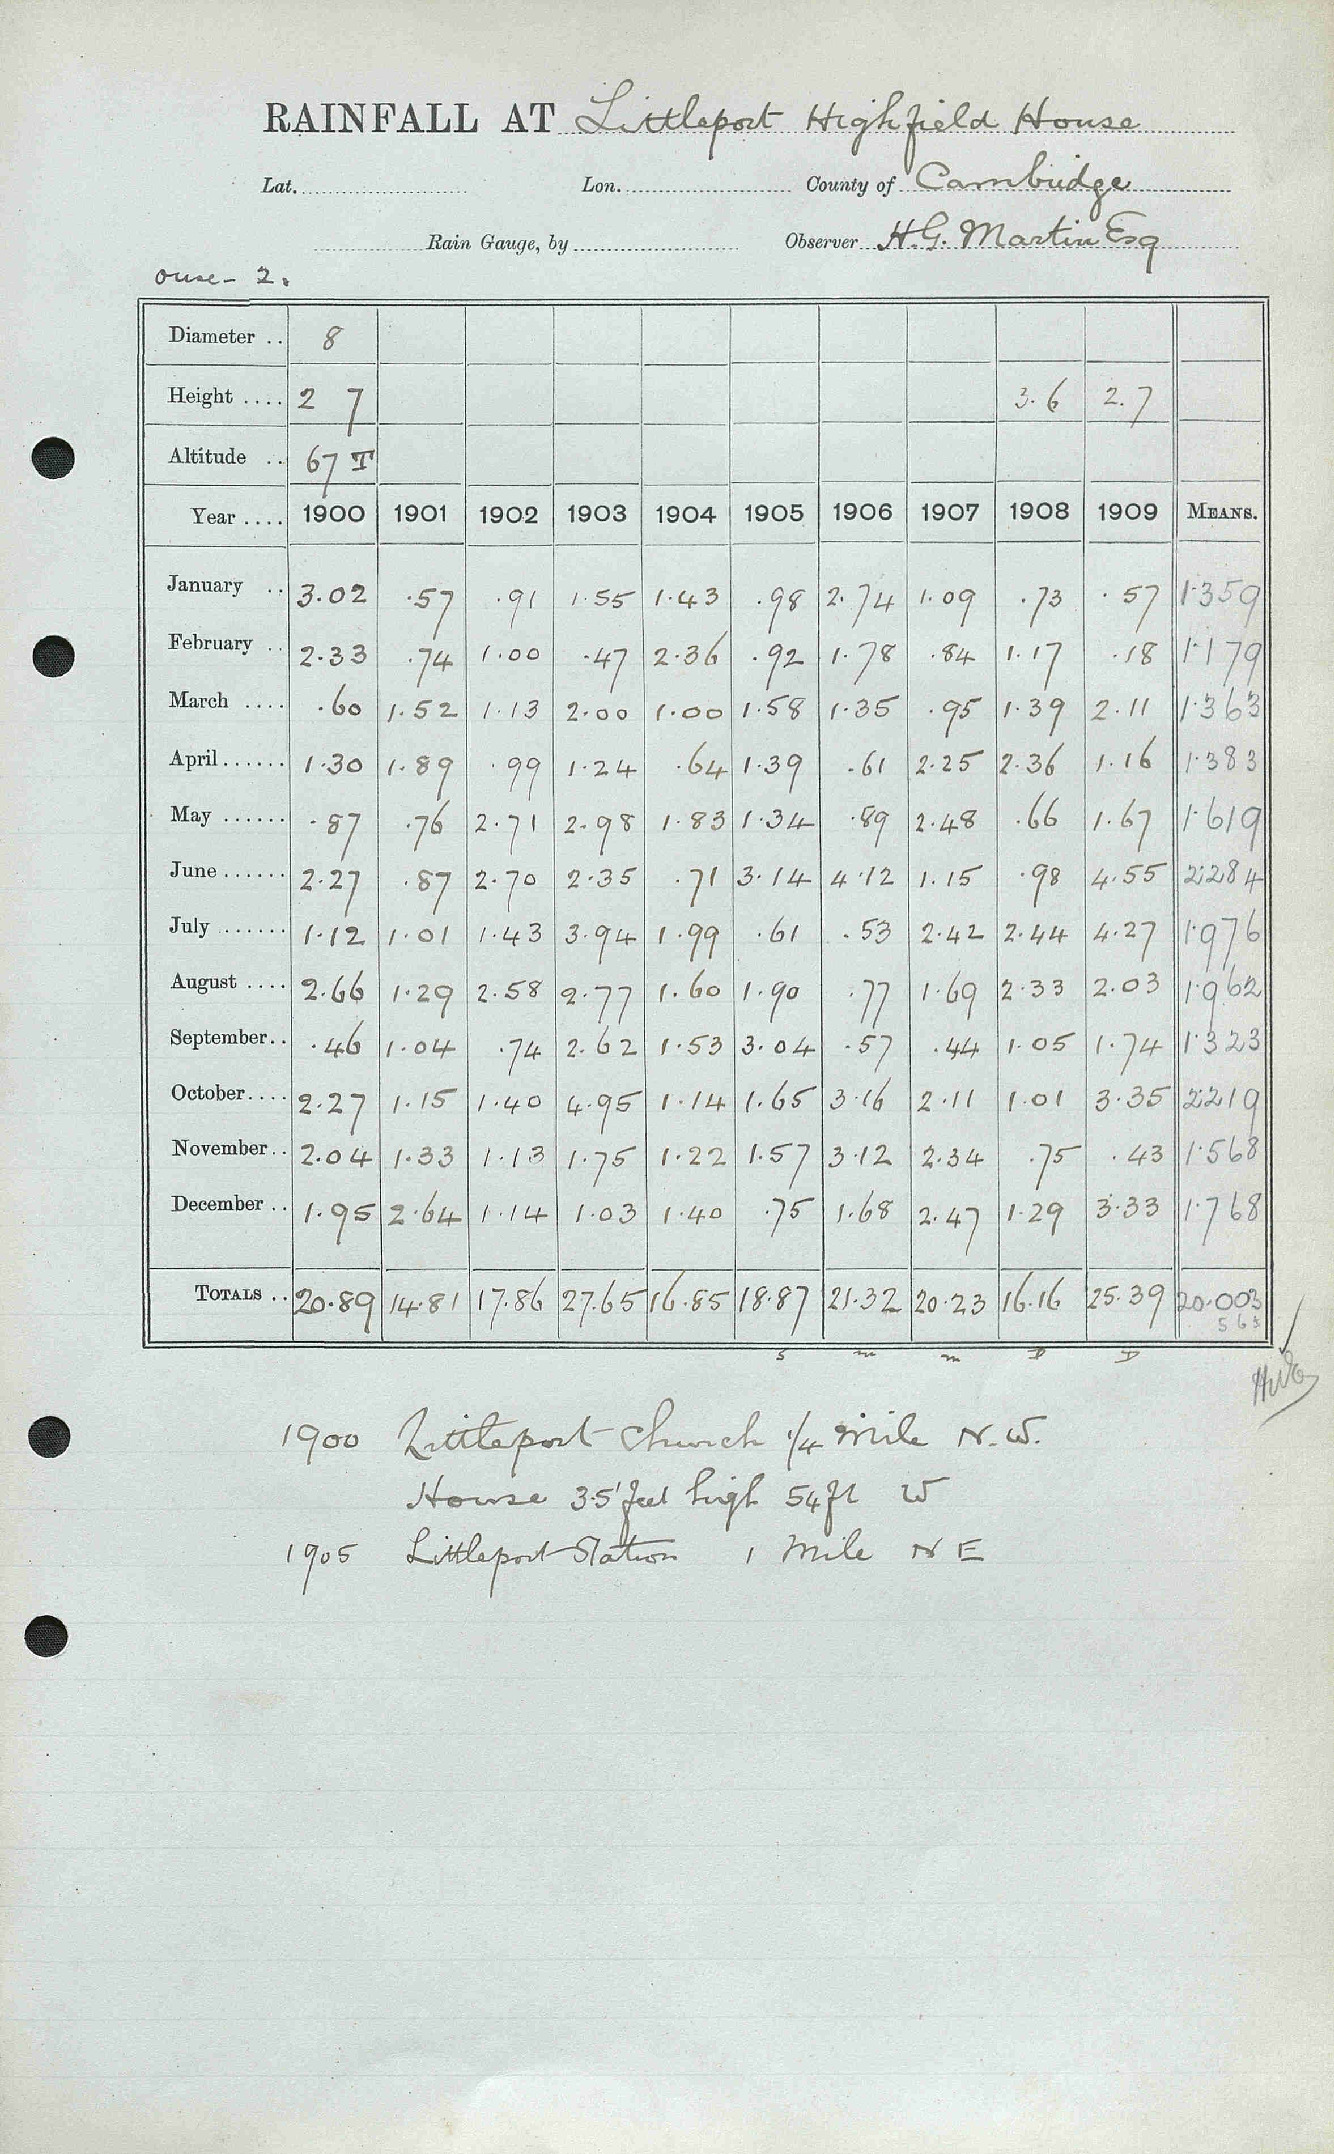 RAINFALL AT Littleport Highfield House
Lat. Lon. County of Cambridge
Rain Gauge, by Observer H.G. Martin Esq
Ouse - 2.
Diameter .. 8
Height .... 2 7 3.6 2.7
Altitude .. 67 T
Year .... 1900 1901 1902 1903 1904 1905 1906 1907 1908 1909 MEANS.
January .. 3.02 .57 .91 1.55 1.43 .98 2.74 1.09 .73 .57 1.359
February .. 2.33 .74 1.00 .47 2.36 .92 1.78 .84 1.17 .18 1.179
March .... .60 1.52 1.13 2.00 1.00 1.58 1.35 .95 1.39 2.11 1.363
April ...... 1.30 1.89 .99 1.24 .64 1.39 .61 2.25 2.36 1.16 1.383
May ...... .87 .76 2.71 2.98 1.83 1.34 .89 2.48 .66 1.67 1.619
June ...... 2.27 .87 2.70 2.35 .71 3.14 4.12 1.15 .98 4.55 2.284
July ....... 1.12 1.01 1.43 3.94 1.99 .61 .53 2.42 2.44 4.27 1.976
August .... 2.66 1.29 2.58 2.77 1.60 1.90 .77 1.69 2.33 2.03 1.962
September.. .46 1.04 .74 2.62 1.53 3.04 .57 .44 1.05 1.74 1.323
October.... 2.27 1.15 1.40 4.95 1.14 1.65 3.16 2.11 1.01 3.35 2.219
November.. 2.04 1.33 1.13 1.75 1.22 1.57 3.12 2.34 .75 .43 1.568
December .. 1.95 2.64 1.14 1.03 1.40 .75 1.68 2.47 1.29 3.33 1.768
TOTALS .. 20.89 14.81 17.86 27.65 16.85 18.87 21.32 20.23 16.16 25.39 20.003
S m m D D
1900 Littleport Church 1/4 Mile N.W.
House 35 feet high 54 ft W
1905 Littleport Station 1 Mile N E